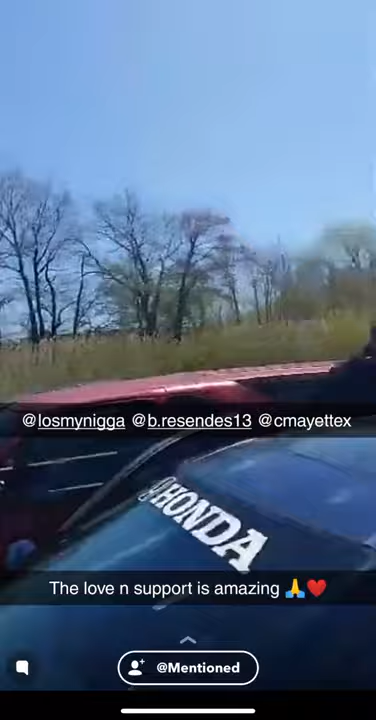 @losmynigga @b.resendes13 @cmayettex
HONDA
The love n support is amazing 🙏❤️
@Mentioned